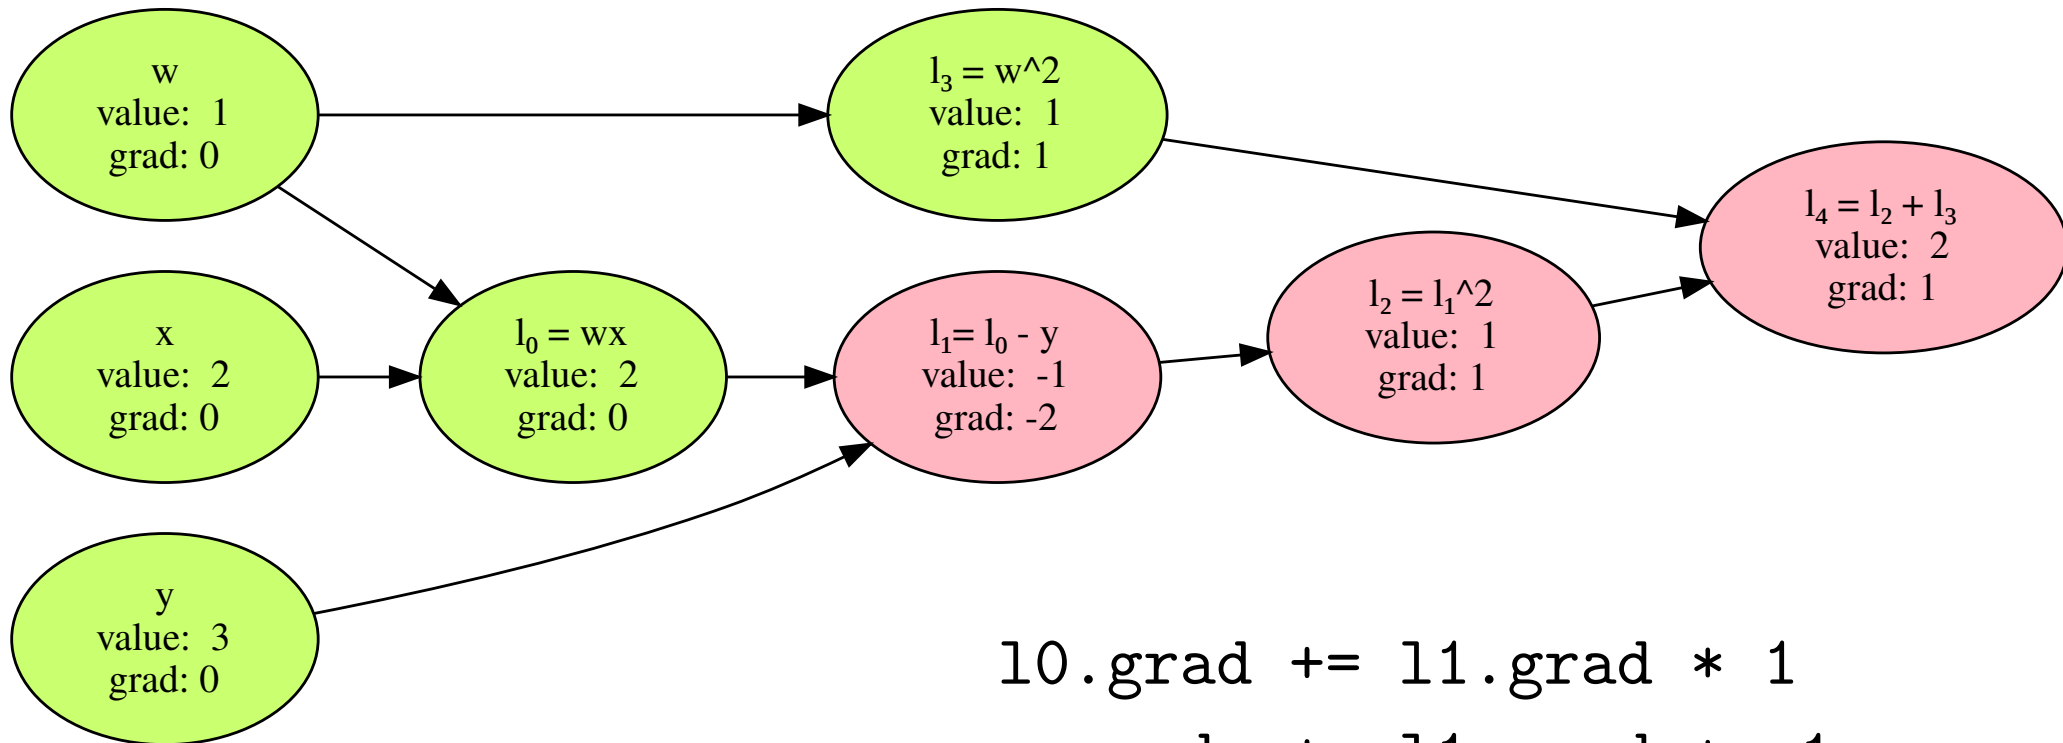 w
value: 1
grad: 0
l₃ = w^2
value: 1
grad: 1
l₄ = l₂ + l₃
value: 2
grad: 1
x
value: 2
grad: 0
l₀ = wx
value: 2
grad: 0
l₁= l₀ - y
value: -1
grad: -2
l₂ = l₁^2
value: 1
grad: 1
y
value: 3
grad: 0
l0.grad += l1.grad * 1